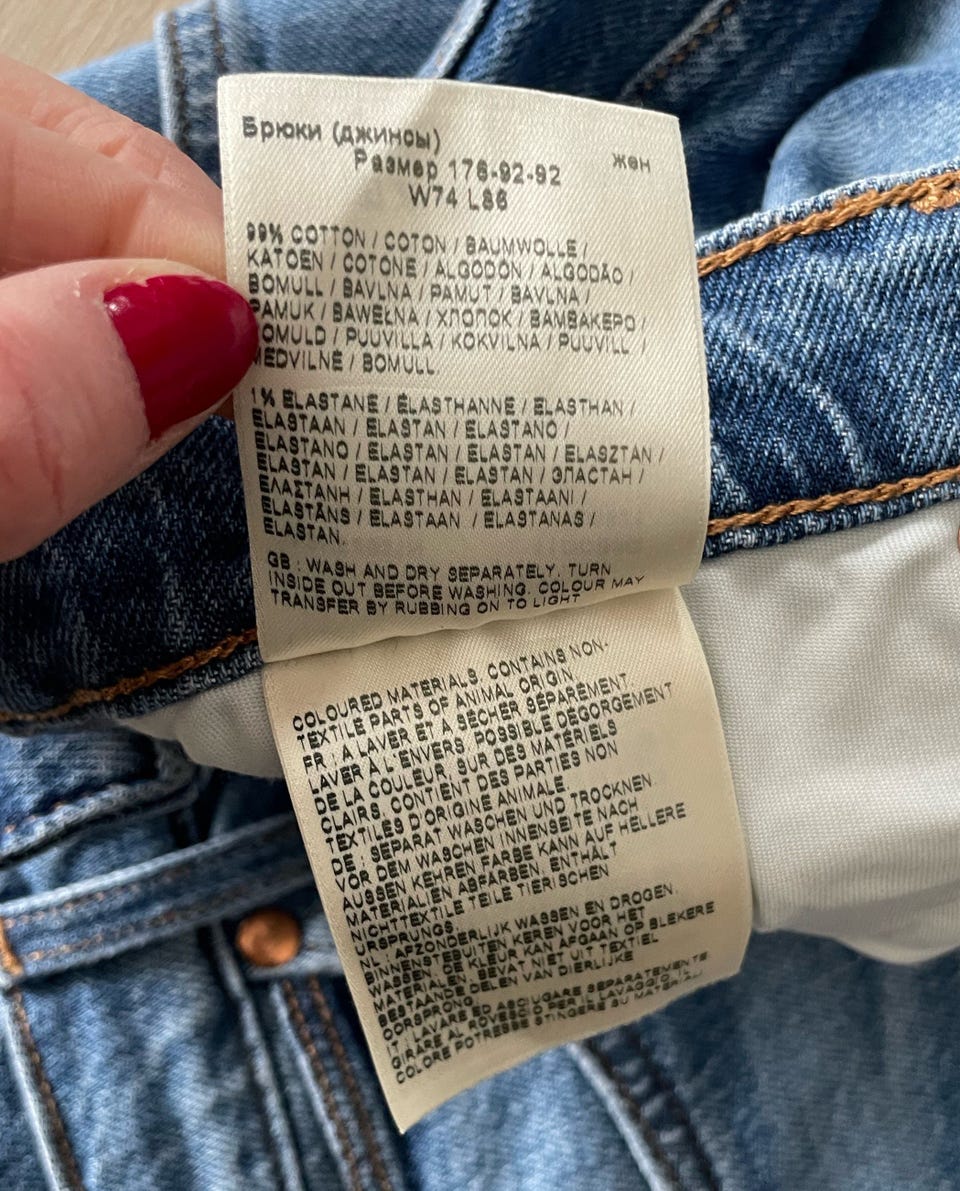 Брюки (джинсы)
жен
Размер 176-92-92
W74 L86
99% COTTON / COTON / BAUMWOLLE /
KATOEN / COTONE / ALGODÓN / ALGODÃO /
BOMULL / BAVLNA / PAMUT / BAVLNA /
PAMUK / BAWEŁNA / ХЛОПОК / ΒΑΜΒΑΚΕΡΟ /
BOMULD / PUUVILLA / KOKVILNA / PUUVILL /
MEDVILNĖ / BOMULL
1% ELASTANE / ÉLASTHANNE / ELASTHAN /
ELASTAAN / ELASTAN / ELASTANO /
ELASTANO / ELASTAN / ELASTAN / ELASZTAN /
ELASTAN / ELASTAN / ELASTAN / ЭЛАСТАН /
ΕΛΑΣΤΑΝΗ / ELASTHAN / ELASTAANI /
ELASTĀNS / ELASTAAN / ELASTANAS /
ELASTAN.
GB : WASH AND DRY SEPARATELY, TURN
INSIDE OUT BEFORE WASHING. COLOUR MAY
TRANSFER BY RUBBING ON TO LIGHT
COLOURED MATERIALS. CONTAINS NON-
TEXTILE PARTS OF ANIMAL ORIGIN.
FR : A LAVER ET A SÉCHER SÉPARÉMENT.
LAVER À L'ENVERS. POSSIBLE DÉGORGEMENT
DE LA COULEUR, SUR DES MATÉRIELS
CLAIRS. CONTIENT DES PARTIES NON
TEXTILES D'ORIGINE ANIMALE.
DE : SEPARAT WASCHEN UND TROCKNEN
VOR DEM WASCHEN INNENSEITE NACH
AUSSEN KEHREN FARBE KANN AUF HELLERE
MATERIALIEN ABFÄRBEN. ENTHÄLT
NICHTTEXTILE TEILE TIERISCHEN
URSPRUNGS.
NL : AFZONDERLIJK WASSEN EN DROGEN.
BINNENSTEBUITEN KEREN VOOR HET
WASSEN. DE KLEUR KAN AFGAAN OP BLEKERE
MATERIALEN. BEVAT NIET UIT TEXTIEL
BESTAANDE DELEN VAN DIERLIJKE
OORSPRONG.
IT : LAVARE ED ASCIUGARE SEPARATEMENTE
GIRARE AL ROVESCIO PER IL LAVAGGIO. IL
COLORE POTREBBE STINGERE SU MATERIALI